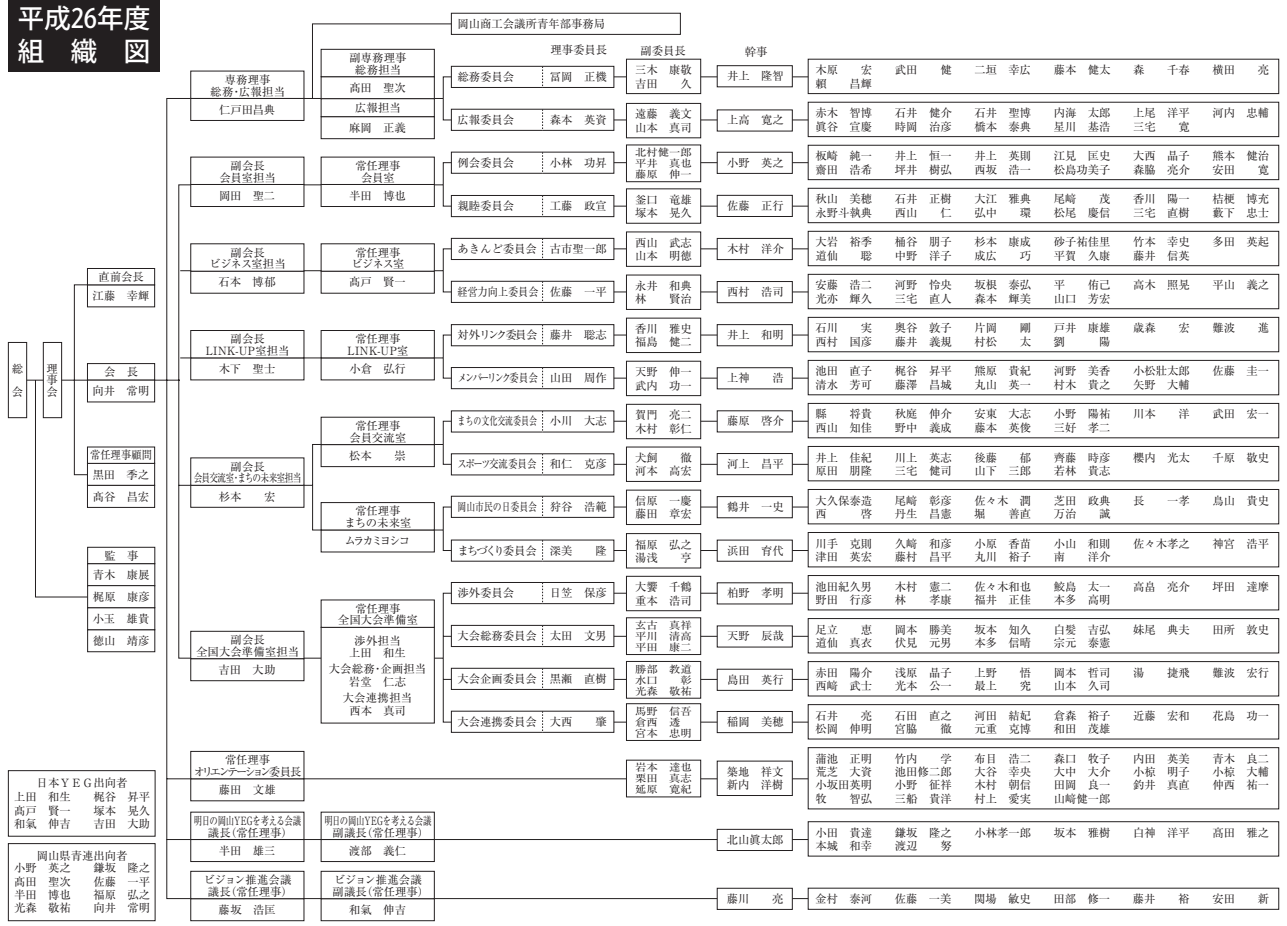 平成26年度
組織図
岡山商工会議所青年部事務局
理事委員長 副委員長 幹事
総会
理事会
直前会長
江藤 幸輝
会長
向井 常明
常任理事顧問
黒田 季之
髙谷 昌宏
監事
青木 康展
梶原 康彦
小玉 雄貴
徳山 靖彦
専務理事
総務・広報担当
仁戸田昌典
副専務理事
総務担当
髙田 聖次
広報担当
麻岡 正義
総務委員会 冨岡 正機
三木 康敬
吉田 久
井上 隆智
木原 宏 武田 健 二垣 幸広 藤本 健太 森 千春 横田 亮
頼 昌輝
広報委員会 森本 英資
遠藤 義文
山本 真司
上高 寛之
赤木 智博 石井 健介 石井 聖博 内海 太郎 上尾 洋平 河内 忠輔
眞谷 宣慶 時岡 治彦 橋本 泰典 星川 基浩 三宅 寛
副会長
会員室担当
岡田 聖二
常任理事
会員室
半田 博也
例会委員会 小林 功昇
北村健一郎
平井 真也
藤原 伸一
小野 英之
板崎 純一 井上 恒一 井上 英則 江見 匡史 大西 晶子 熊本 健治
齋田 浩希 坪井 樹弘 西坂 浩一 松島功美子 森脇 亮介 安田 寛
親睦委員会 工藤 政宣
釜口 竜雄
塚本 晃久
佐藤 正行
秋山 美穂 石井 正樹 大江 雅典 尾﨑 茂 香川 陽一 桔梗 博充
永野斗執典 西山 仁 弘中 環 松尾 慶信 三宅 直樹 藪下 忠士
副会長
ビジネス室担当
石本 博郁
常任理事
ビジネス室
髙戸 賢一
あきんど委員会 古市聖一郎
西山 武志
山本 明徳
木村 洋介
大岩 裕季 桶谷 朋子 杉本 康成 砂子祐佳里 竹本 幸史 多田 英起
道仙 聡 中野 洋子 成広 巧 平賀 久康 藤井 信英
経営力向上委員会 佐藤 一平
永井 和典
林 賢治
西村 浩司
安藤 浩二 河野 怜央 坂根 泰弘 平 侑己 高木 照晃 平山 義之
光亦 輝久 三宅 直人 森本 輝美 山口 芳宏
副会長
LINK-UP室担当
木下 聖士
常任理事
LINK-UP室
小倉 弘行
対外リンク委員会 藤井 聡志
香川 雅史
福島 健二
井上 和明
石川 実 奥谷 敦子 片岡 剛 戸井 康雄 歳森 宏 難波 進
西村 国彦 藤井 義規 村松 太 劉 陽
メンバーリンク委員会 山田 周作
天野 伸一
武内 功一
上神 浩
池田 直子 梶谷 昇平 熊原 貴紀 河野 美香 小松壯太郎 佐藤 圭一
清水 芳可 藤澤 昌城 丸山 英一 村木 貴之 矢野 大輔
副会長
会員交流室・まちの未来室担当
杉本 宏
常任理事
会員交流室
松本 崇
まちの文化交流委員会 小川 大志
賀門 亮二
木村 彰仁
藤原 啓介
縣 将貴 秋庭 伸介 安東 大志 小野 陽祐 川本 洋 武田 宏一
西山 知佳 野中 義成 藤本 英俊 三好 孝二
スポーツ交流委員会 和仁 克彦
犬飼 徹
河本 高宏
河上 昌平
井上 佳紀 川上 英志 後藤 郁 齊藤 時彦 櫻内 光太 千原 敬史
原田 朋隆 三宅 健司 山下 三郎 若林 貴志
常任理事
まちの未来室
ムラカミヨシコ
岡山市民の日委員会 狩谷 浩範
信原 一慶
藤田 章宏
鶴井 一史
大久保泰造 尾﨑 彰彦 佐々木 潤 芝田 政典 長 一孝 鳥山 貴史
西 啓 丹生 昌憲 堀 善直 万治 誠
まちづくり委員会 深美 隆
福原 弘之
湯浅 亨
浜田 育代
川手 克則 久﨑 和彦 小原 香苗 小山 和則 佐々木孝之 神宮 浩平
津田 英宏 藤村 昌平 丸川 裕子 南 洋介
副会長
全国大会準備室担当
吉田 大助
常任理事
全国大会準備室
渉外担当
上田 和生
大会総務・企画担当
岩堂 仁志
大会連携担当
西本 真司
渉外委員会 日笠 保彦
大饗 千鶴
重本 浩司
柏野 孝明
池田紀久男 木村 憲二 佐々木和也 鮫島 太一 高畠 亮介 坪田 達摩
野田 行彦 林 孝康 福井 正佳 本多 高明
大会総務委員会 太田 文男
玄古 真祥
平川 清高
平田 康二
天野 辰哉
足立 恵 岡本 勝美 坂本 知久 白髪 吉弘 妹尾 典夫 田所 敦史
道仙 真衣 伏見 元男 本多 信晴 宗元 泰憲
大会企画委員会 黒瀬 直樹
勝部 教道
水口 彰
光森 敬祐
島田 英行
赤田 陽介 浅原 晶子 上野 悟 岡本 哲司 湯 捷飛 難波 宏行
西﨑 武士 光本 公一 最上 究 山本 久司
大会連携委員会 大西 肇
馬野 信吾
倉西 透
宮本 忠明
稲岡 美穂
石井 亮 石田 直之 河田 結妃 倉森 裕子 近藤 宏和 花島 功一
松岡 伸明 宮脇 徹 元重 克博 和田 茂雄
常任理事
オリエンテーション委員長
藤田 文雄
岩本 達也
栗田 真志
延原 寛紀
築地 祥文
新内 洋樹
蒲池 正明 竹内 学 布目 浩二 森口 牧子 内田 英美 青木 良二
荒芝 大資 池田修二郎 大谷 幸央 大中 大介 小椋 明子 小椋 大輔
小坂田英明 小野 征祥 木村 朝信 田岡 良一 釣井 真直 仲西 祐一
牧 智弘 三船 貴洋 村上 愛実 山﨑健一郎
明日の岡山YEGを考える会議
議長(常任理事)
半田 雄三
明日の岡山YEGを考える会議
副議長(常任理事)
渡部 義仁
北山眞太郎
小田 貴達 鎌坂 隆之 小林孝一郎 坂本 雅樹 白神 洋平 髙田 雅之
本城 和幸 渡辺 努
ビジョン推進会議
議長(常任理事)
藤坂 浩匡
ビジョン推進会議
副議長(常任理事)
和氣 伸吉
藤川 亮
金村 泰河 佐藤 一美 関場 敏史 田部 修一 藤井 裕 安田 新
日本YEG出向者
上田 和生 梶谷 昇平
髙戸 賢一 塚本 晃久
和氣 伸吉 吉田 大助
岡山県青連出向者
小野 英之 鎌坂 隆之
髙田 聖次 佐藤 一平
半田 博也 福原 弘之
光森 敬祐 向井 常明